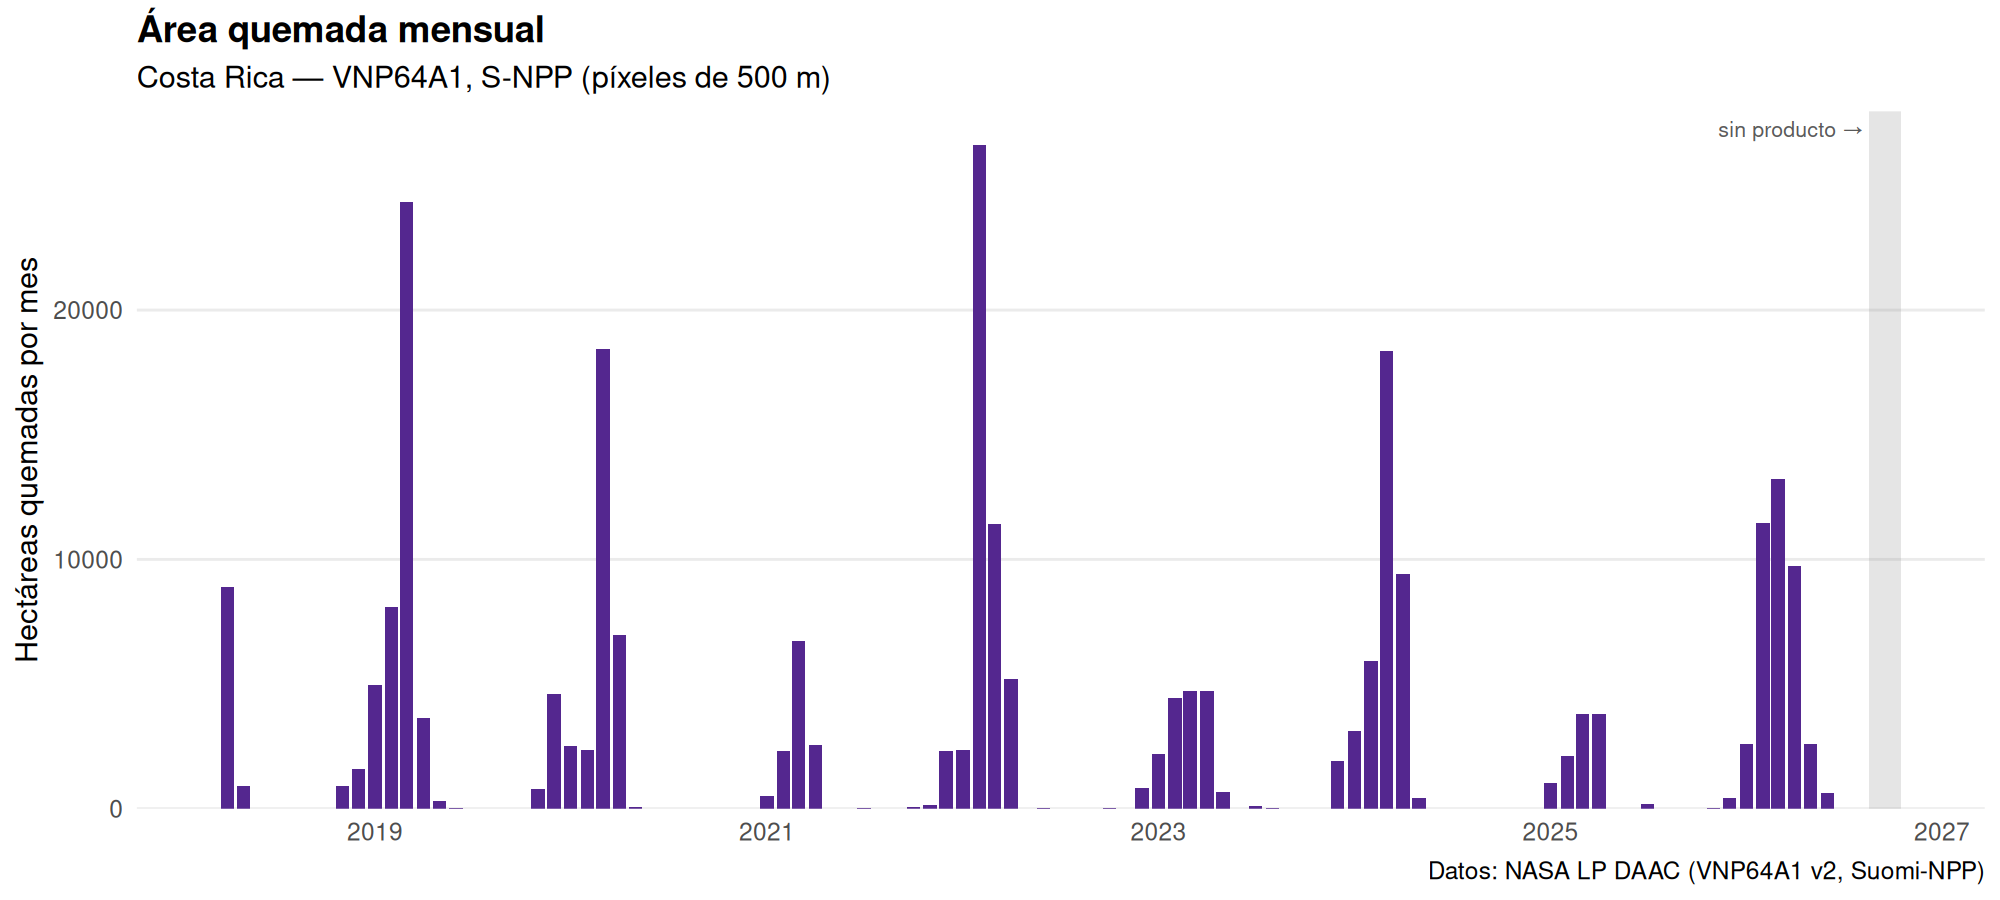 Área quemada mensual
Costa Rica — VNP64A1, S-NPP (píxeles de 500 m)
sin producto →
Hectáreas quemadas por mes
20000
10000
0
2019
2021
2023
2025
2027
Datos: NASA LP DAAC (VNP64A1 v2, Suomi-NPP)